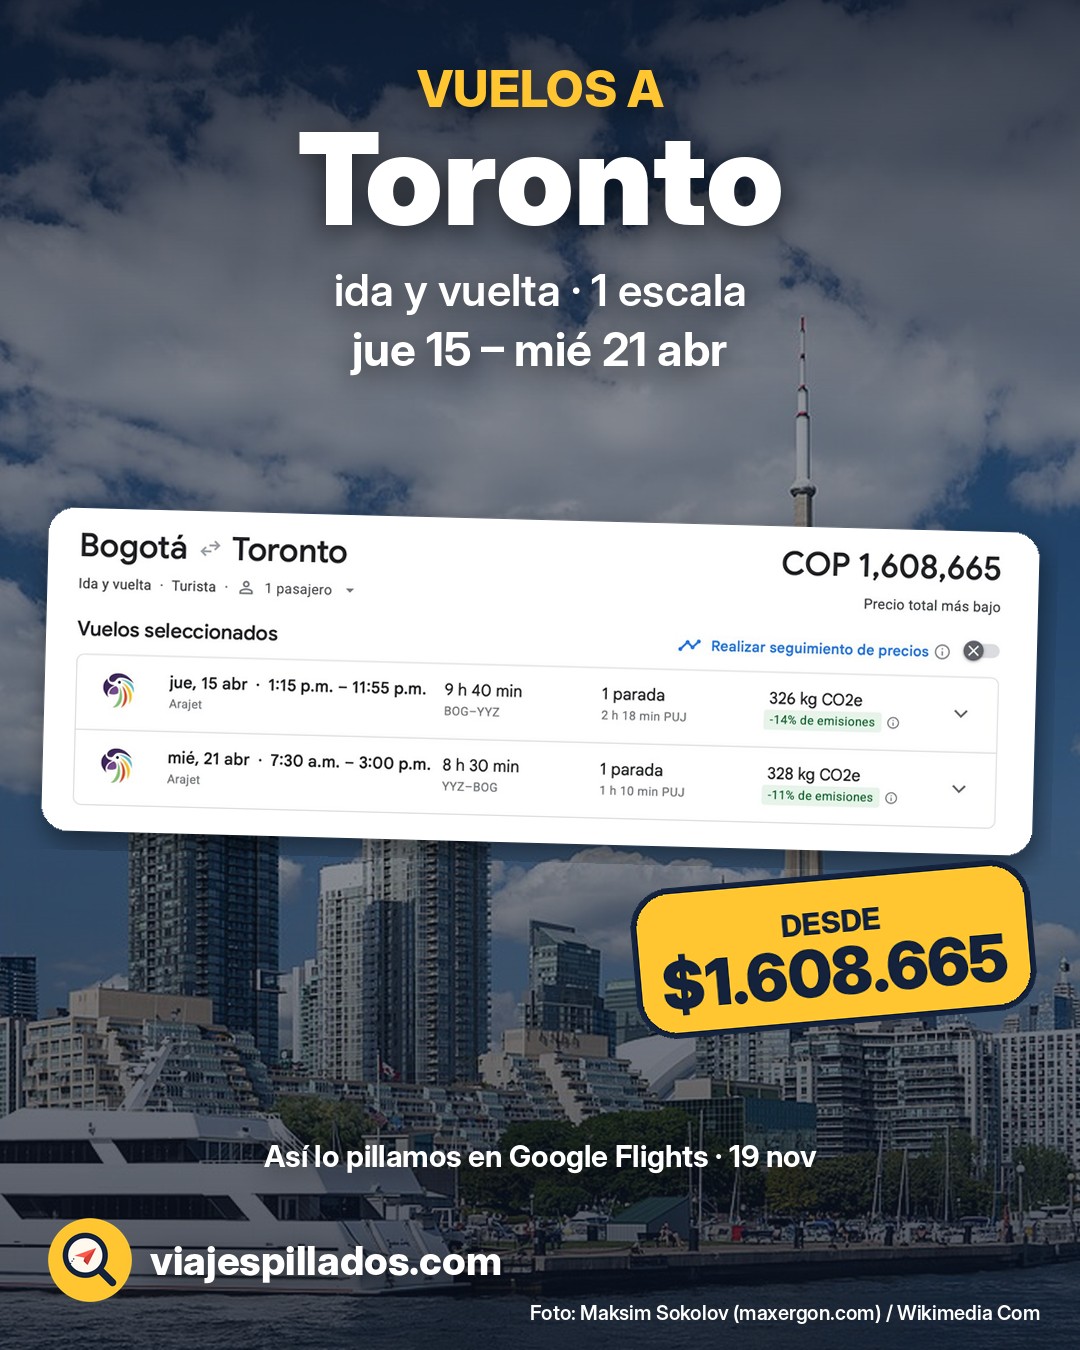 VUELOS A
Toronto
ida y vuelta · 1 escala
jue 15 – mié 21 abr
Bogotá Toronto
COP 1,608,665
Ida y vuelta · Turista · 1 pasajero
Precio total más bajo
Vuelos seleccionados
Realizar seguimiento de precios
jue, 15 abr · 1:15 p.m. – 11:55 p.m. 9 h 40 min 1 parada 326 kg CO2e
Arajet BOG–YYZ 2 h 18 min PUJ -14% de emisiones
mié, 21 abr · 7:30 a.m. – 3:00 p.m. 8 h 30 min 1 parada 328 kg CO2e
Arajet YYZ–BOG 1 h 10 min PUJ -11% de emisiones
DESDE
$1.608.665
Así lo pillamos en Google Flights · 19 nov
viajespillados.com
Foto: Maksim Sokolov (maxergon.com) / Wikimedia Com